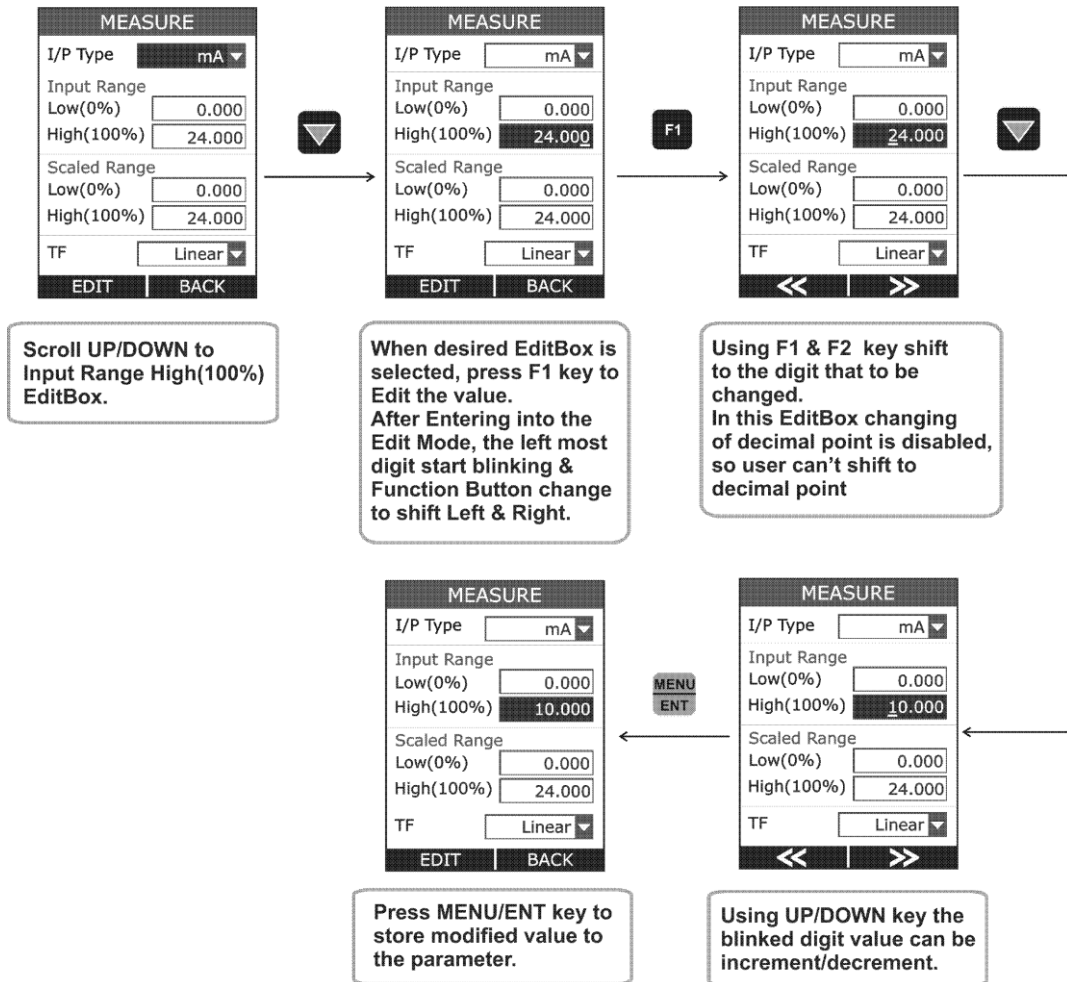 MEASURE
I/P Type mA
Input Range
Low(0%) 0.000
High(100%) 24.000
Scaled Range
Low(0%) 0.000
High(100%) 24.000
TF Linear
EDIT BACK
Scroll UP/DOWN to
Input Range High(100%)
EditBox.
MEASURE
I/P Type mA
Input Range
Low(0%) 0.000
High(100%) 24.000
Scaled Range
Low(0%) 0.000
High(100%) 24.000
TF Linear
EDIT BACK
When desired EditBox is
selected, press F1 key to
Edit the value.
After Entering into the
Edit Mode, the left most
digit start blinking &
Function Button change
to shift Left & Right.
F1
MEASURE
I/P Type mA
Input Range
Low(0%) 0.000
High(100%) 24.000
Scaled Range
Low(0%) 0.000
High(100%) 24.000
TF Linear
<< >>
Using F1 & F2 key shift
to the digit that to be
changed.
In this EditBox changing
of decimal point is disabled,
so user can't shift to
decimal point
MEASURE
I/P Type mA
Input Range
Low(0%) 0.000
High(100%) 10.000
Scaled Range
Low(0%) 0.000
High(100%) 24.000
TF Linear
<< >>
Using UP/DOWN key the
blinked digit value can be
increment/decrement.
MENU
ENT
MEASURE
I/P Type mA
Input Range
Low(0%) 0.000
High(100%) 10.000
Scaled Range
Low(0%) 0.000
High(100%) 24.000
TF Linear
EDIT BACK
Press MENU/ENT key to
store modified value to
the parameter.